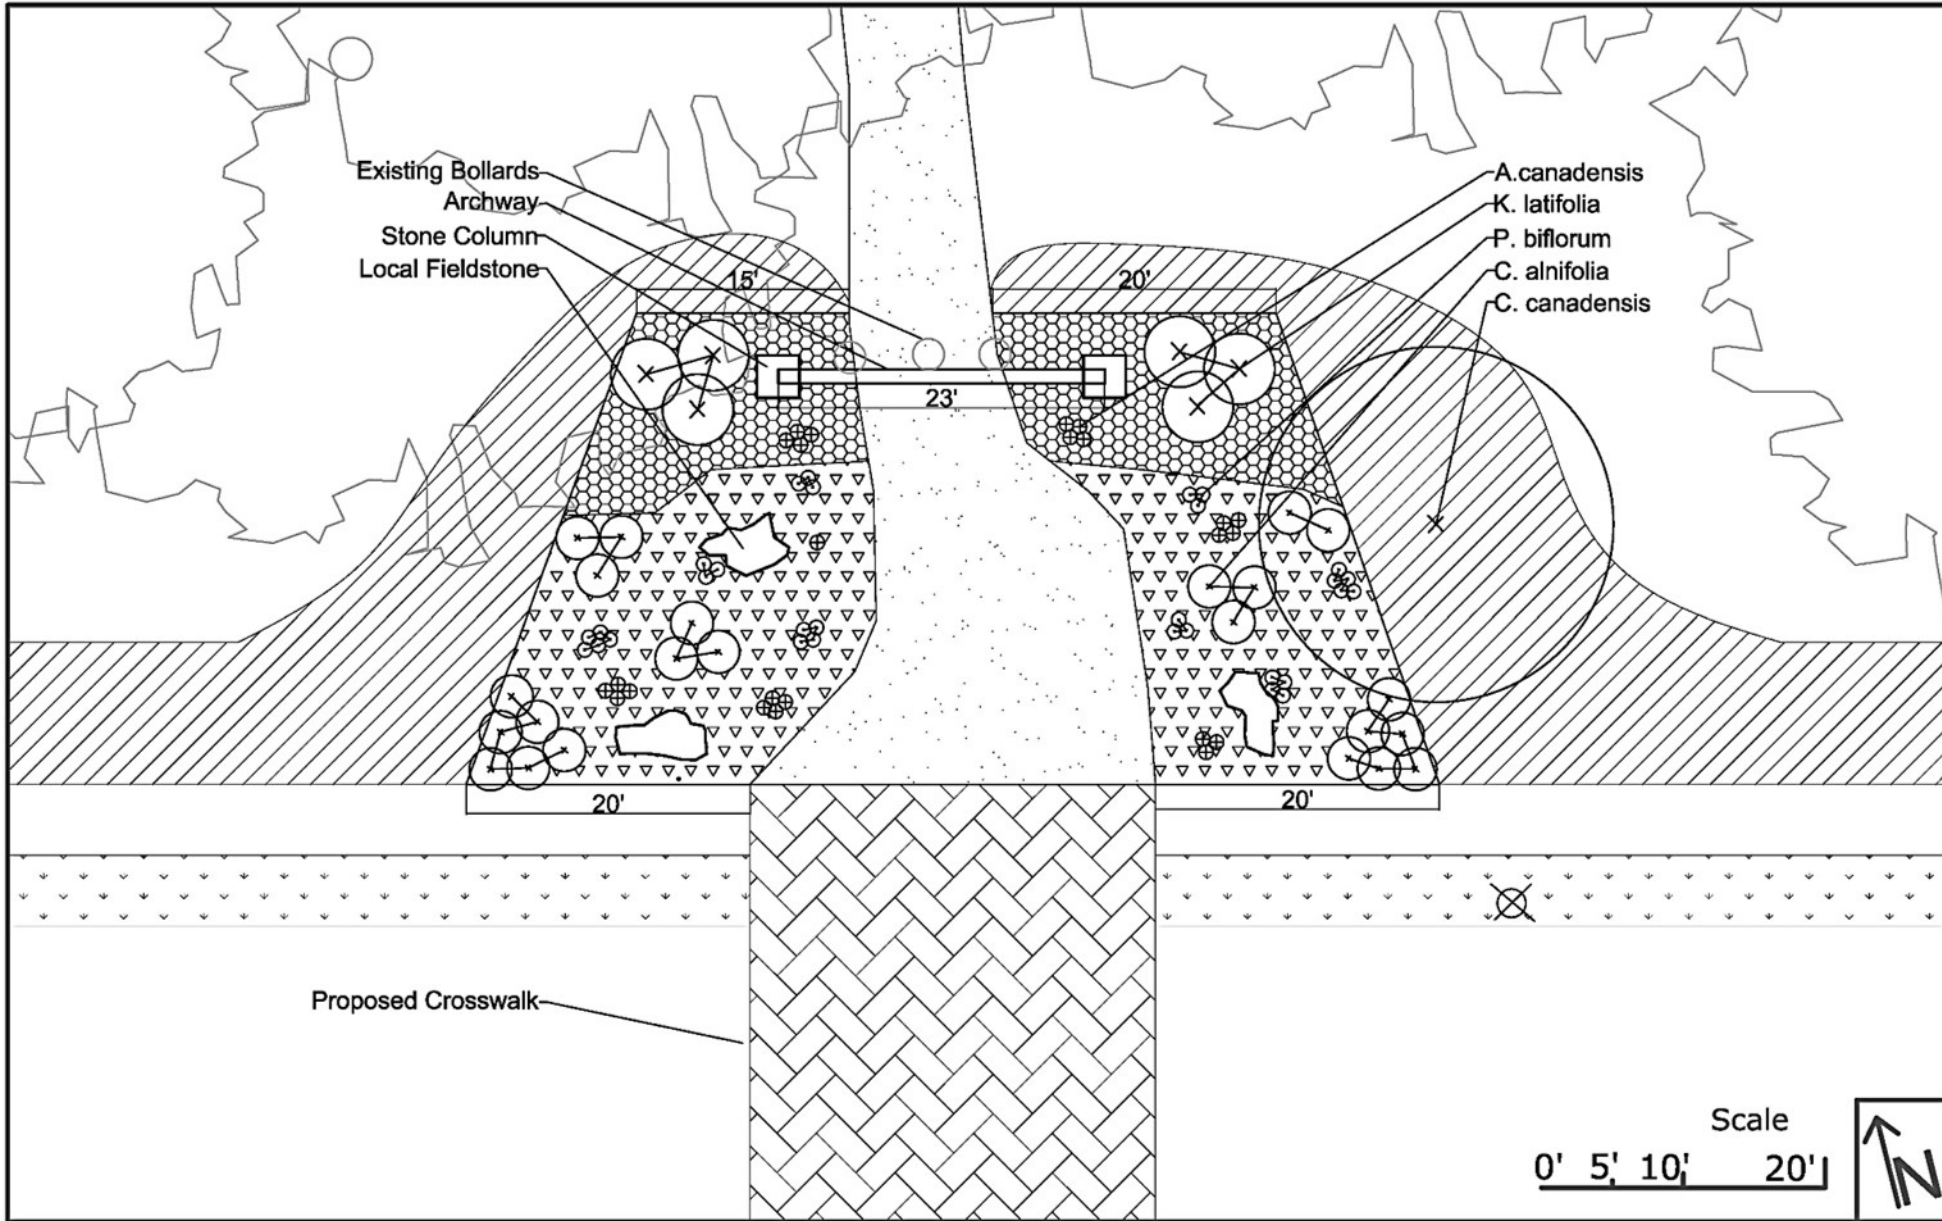 Existing Bollards
Archway
Stone Column
Local Fieldstone
A.canadensis
K. latifolia
P. biflorum
C. alnifolia
C. canadensis
15'
20'
23'
20'
20'
Proposed Crosswalk
Scale
0' 5' 10' 20'
N